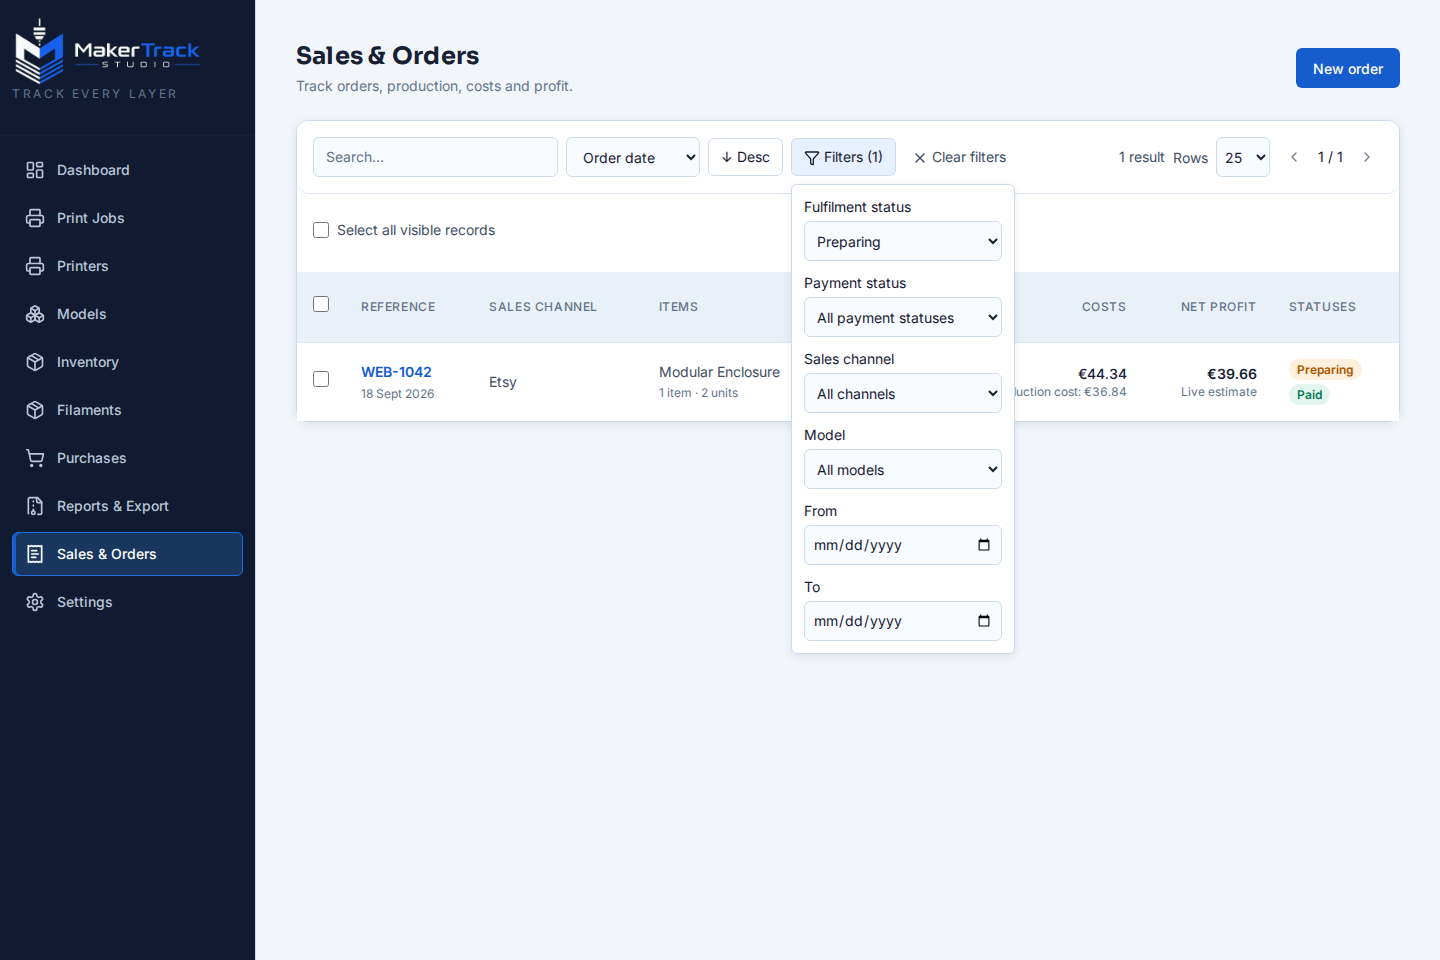 MakerTrack
STUDIO
TRACK EVERY LAYER
Dashboard
Print Jobs
Printers
Models
Inventory
Filaments
Purchases
Reports & Export
Sales & Orders
Settings
Sales & Orders
Track orders, production, costs and profit.
New order
Search...
Order date
↓ Desc
Filters (1)
Clear filters
1 result
Rows
25
1 / 1
Select all visible records
REFERENCE
SALES CHANNEL
ITEMS
COSTS
NET PROFIT
STATUSES
WEB-1042
18 Sept 2026
Etsy
Modular Enclosure
1 item · 2 units
€44.34
cost: €36.84
€39.66
Live estimate
Preparing
Paid
Fulfilment status
Preparing
Payment status
All payment statuses
Sales channel
All channels
Model
All models
From
mm/dd/yyyy
To
mm/dd/yyyy